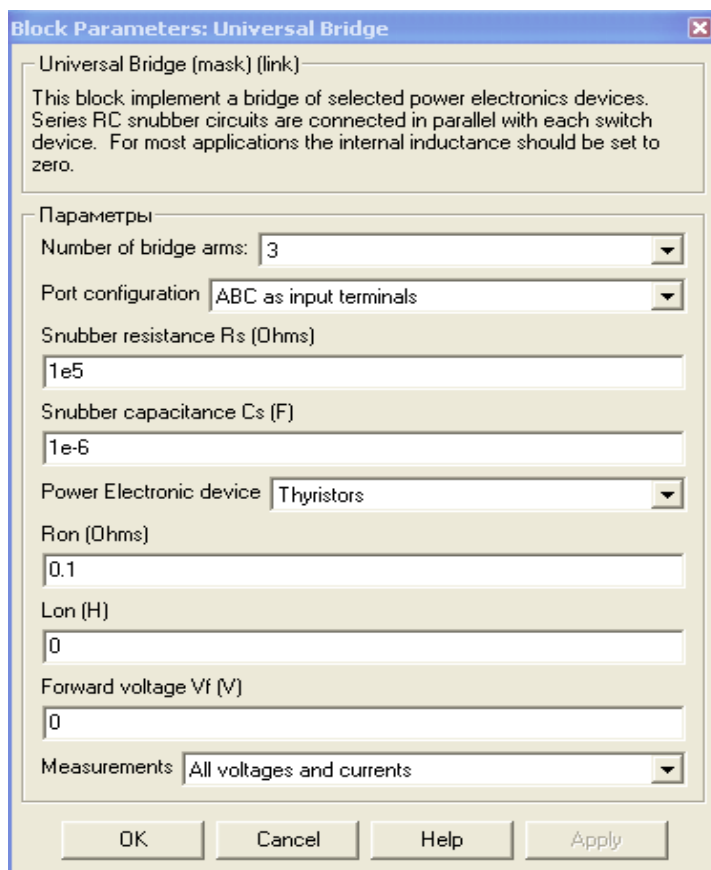 Block Parameters: Universal Bridge
Universal Bridge (mask) (link)
This block implement a bridge of selected power electronics devices.
Series RC snubber circuits are connected in parallel with each switch
device. For most applications the internal inductance should be set to
zero.
Параметры
Number of bridge arms: 3
Port configuration ABC as input terminals
Snubber resistance Rs (Ohms)
1e5
Snubber capacitance Cs (F)
1e-6
Power Electronic device Thyristors
Ron (Ohms)
0.1
Lon (H)
0
Forward voltage Vf (V)
0
Measurements All voltages and currents
OK Cancel Help Apply